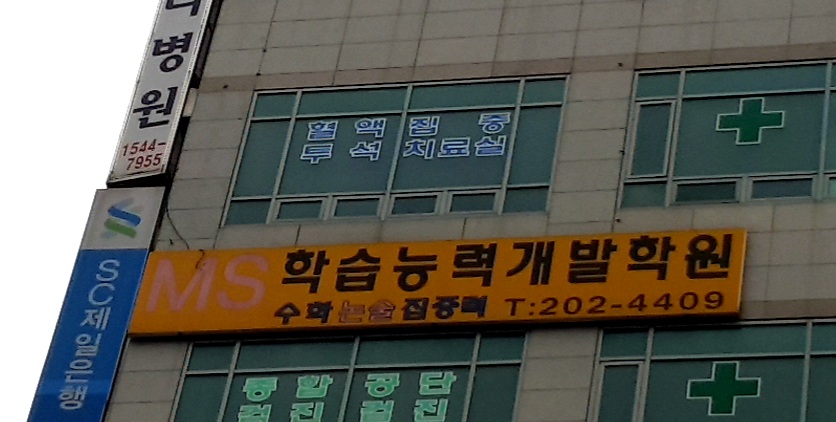 병원
1544-
7955
혈액집중
투석치료실
MS 학습능력개발학원
수학논술집중력 T:202-4409
SC제일은행
종합공단
검진검진